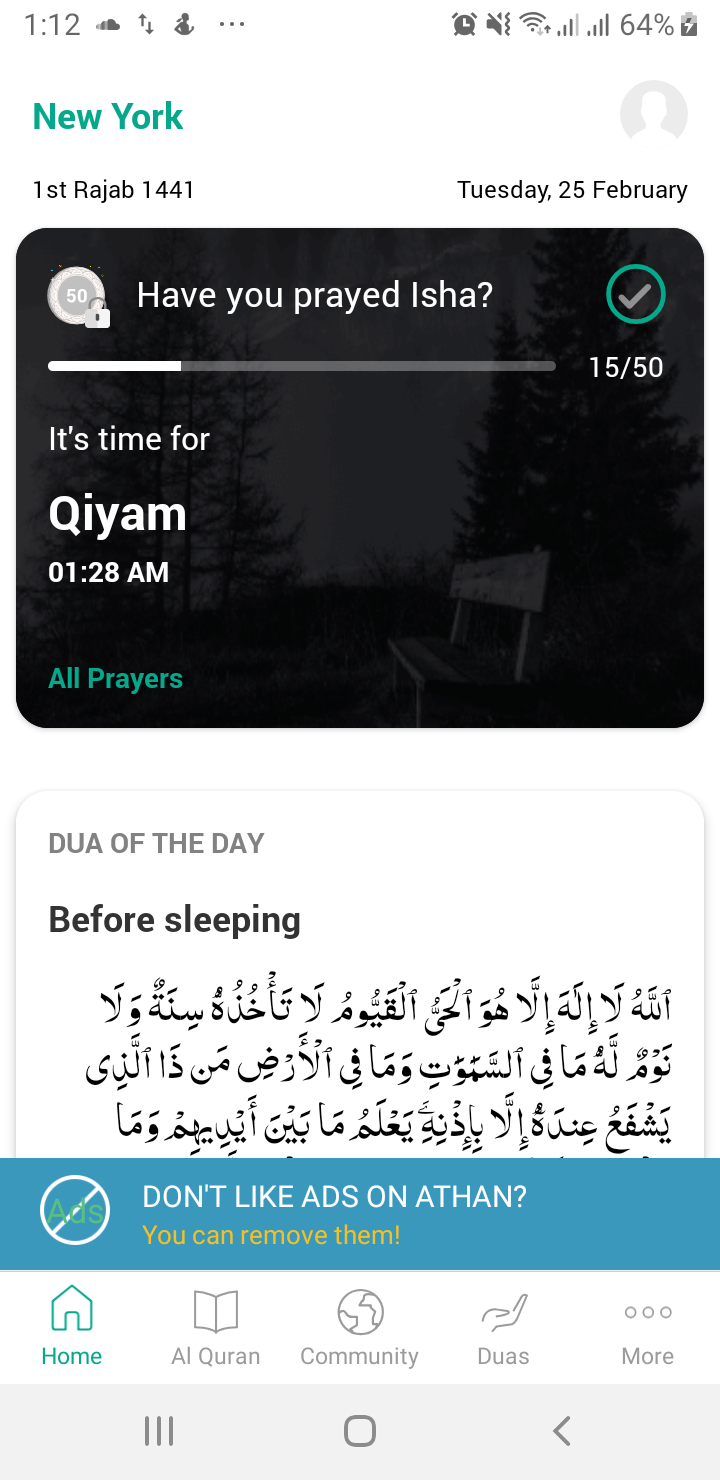 1:12
64%
New York
1st Rajab 1441
Tuesday, 25 February
50
Have you prayed Isha?
15/50
It's time for
Qiyam
01:28 AM
All Prayers
DUA OF THE DAY
Before sleeping
ٱللَّهُ لَا إِلَٰهَ إِلَّا هُوَ ٱلْحَىُّ ٱلْقَيُّومُ لَا تَأْخُذُهُۥ سِنَةٌ وَلَا
نَوْمٌ لَّهُۥ مَا فِى ٱلسَّمَٰوَٰتِ وَمَا فِى ٱلْأَرْضِ مَن ذَا ٱلَّذِى
يَشْفَعُ عِندَهُۥٓ إِلَّا بِإِذْنِهِۦۚ يَعْلَمُ مَا بَيْنَ أَيْدِيهِمْ وَمَا
Ads
DON'T LIKE ADS ON ATHAN?
You can remove them!
Home
Al Quran
Community
Duas
More